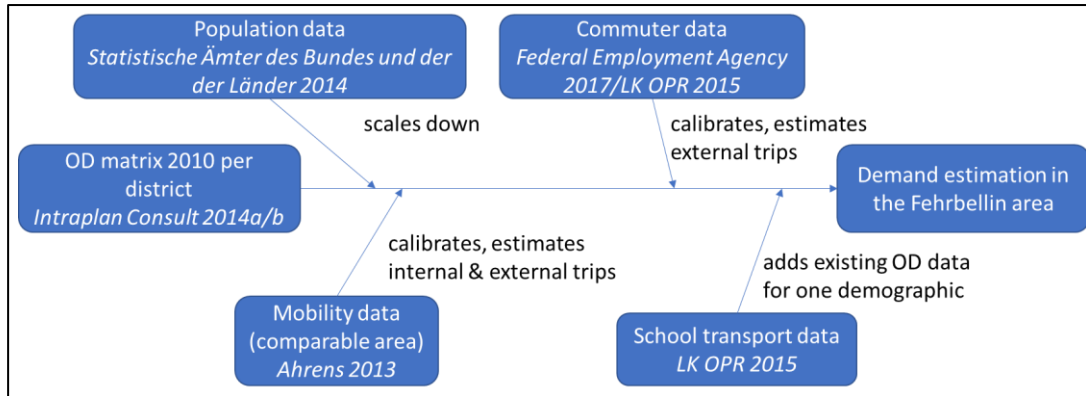 Population data
Statistische Ämter des Bundes und der
der Länder 2014
Commuter data
Federal Employment Agency
2017/LK OPR 2015
scales down
calibrates, estimates
external trips
OD matrix 2010 per
district
Intraplan Consult 2014a/b
Demand estimation in
the Fehrbellin area
calibrates, estimates
internal & external trips
adds existing OD data
for one demographic
Mobility data
(comparable area)
Ahrens 2013
School transport data
LK OPR 2015